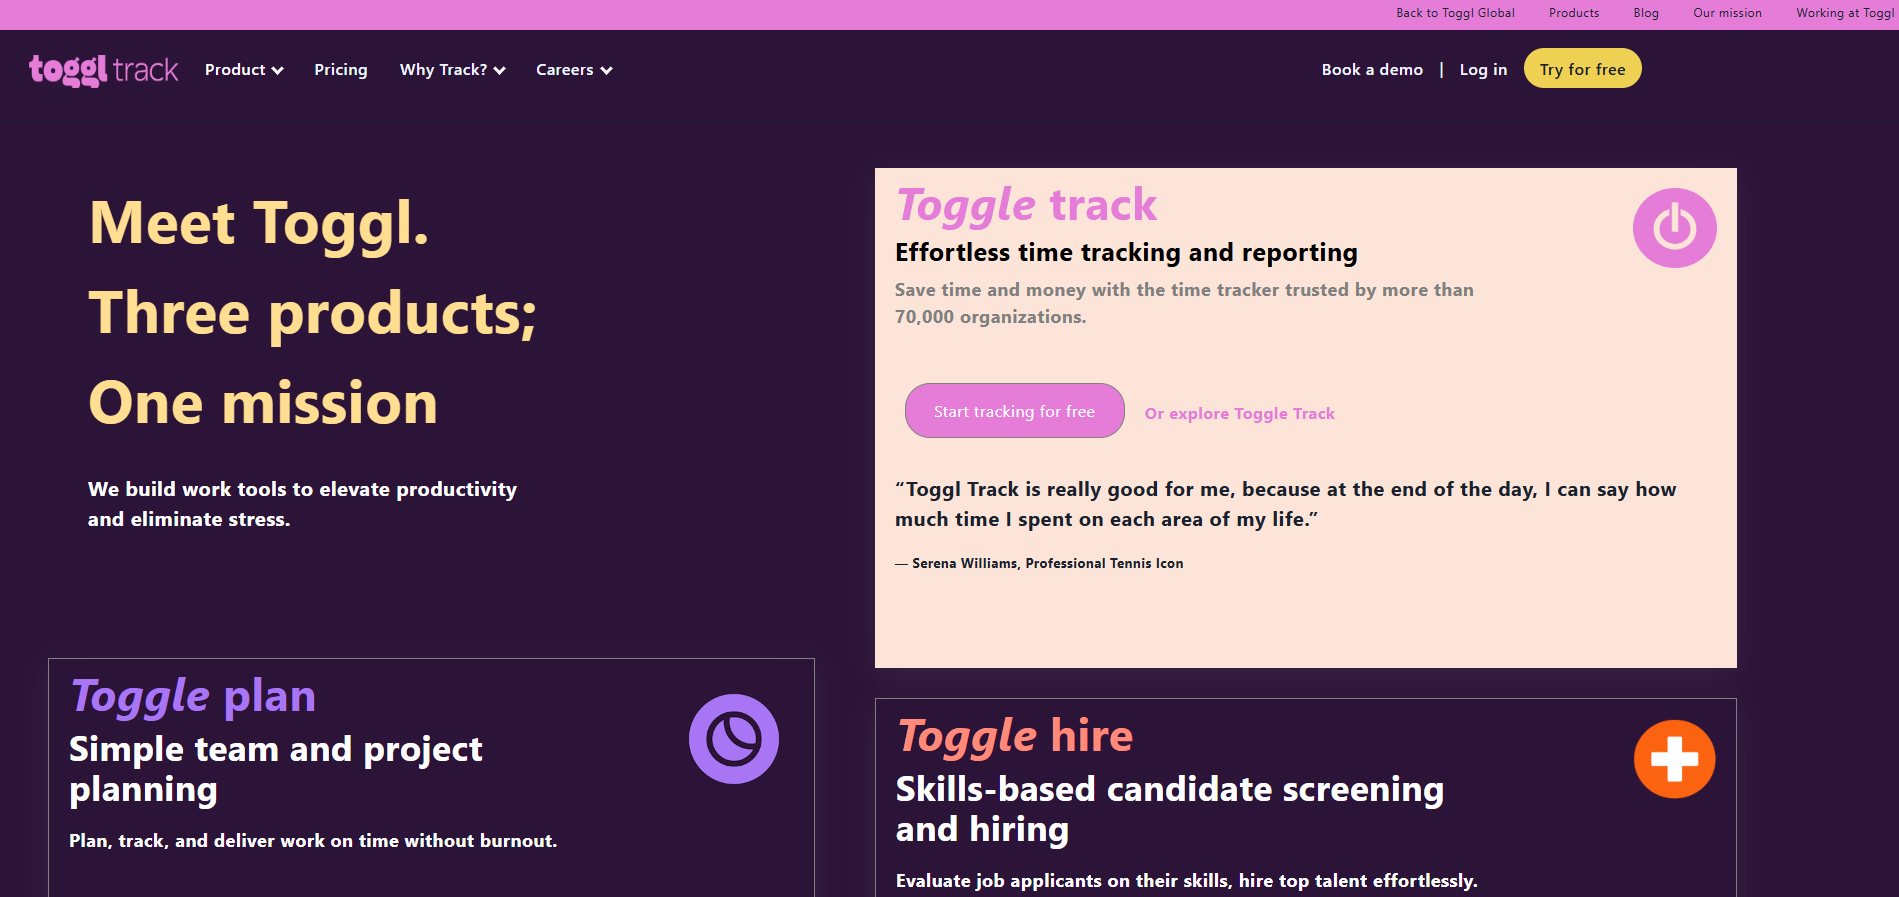 Back to Toggl Global Products Blog Our mission Working at Toggl
toggl track Product Pricing Why Track? Careers Book a demo | Log in Try for free
Meet Toggl.
Three products;
One mission
We build work tools to elevate productivity
and eliminate stress.
Toggle track
Effortless time tracking and reporting
Save time and money with the time tracker trusted by more than
70,000 organizations.
Start tracking for free Or explore Toggle Track
“Toggl Track is really good for me, because at the end of the day, I can say how
much time I spent on each area of my life.”
— Serena Williams, Professional Tennis Icon
Toggle plan
Simple team and project
planning
Plan, track, and deliver work on time without burnout.
Toggle hire
Skills-based candidate screening
and hiring
Evaluate job applicants on their skills, hire top talent effortlessly.